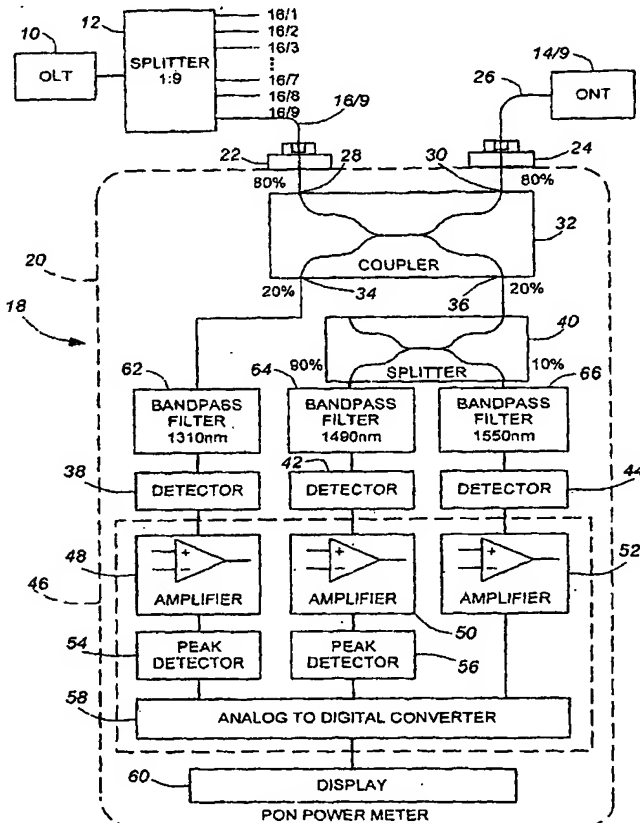 10
12
OLT
SPLITTER
1:9
16/1
16/2
16/3
16/7
16/8
16/9
16/9
26
14/9
ONT
22
28
30
24
80%
80%
32
COUPLER
20
20%
34
36
20%
18
40
62
64
90%
SPLITTER
10%
66
BANDPASS
FILTER
1310nm
BANDPASS
FILTER
1490nm
BANDPASS
FILTER
1550nm
38
42
44
DETECTOR
DETECTOR
DETECTOR
48
+
−
+
−
+
−
52
46
AMPLIFIER
AMPLIFIER
AMPLIFIER
50
54
PEAK
DETECTOR
PEAK
DETECTOR
56
58
ANALOG TO DIGITAL CONVERTER
60
DISPLAY
PON POWER METER